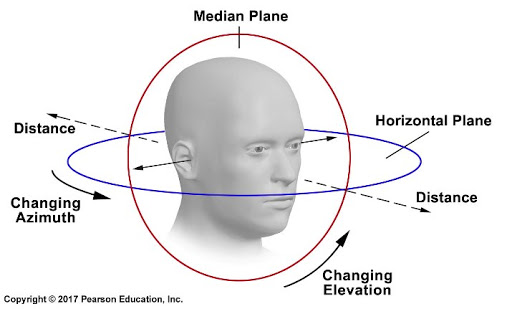 Median Plane
Horizontal Plane
Distance
Distance
Changing
Azimuth
Changing
Elevation
Copyright © 2017 Pearson Education, Inc.